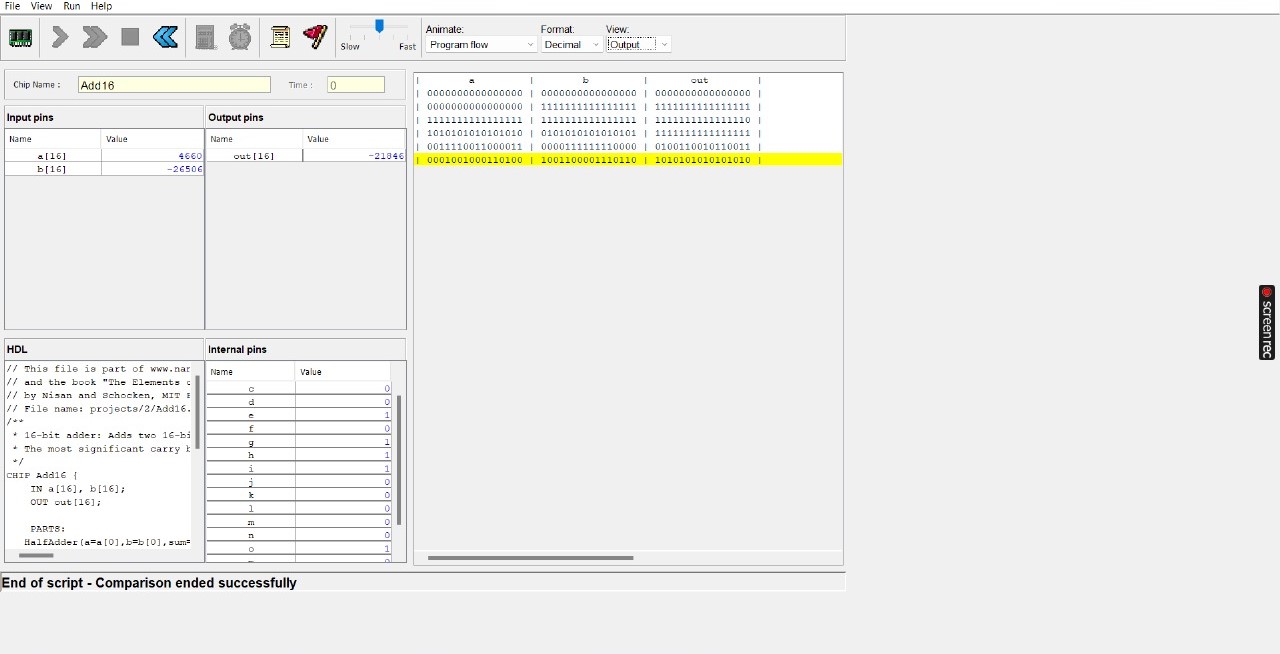 File View Run Help
Animate: Format: View:
Slow Fast Program flow Decimal Output
Chip Name : Add16 Time : 0
Input pins Output pins
Name Value Name Value
a[16] 4660 out[16] -21846
b[16] -26506
| a | b | out |
| 0000000000000000 | 0000000000000000 | 0000000000000000 |
| 0000000000000000 | 1111111111111111 | 1111111111111111 |
| 1111111111111111 | 1111111111111111 | 1111111111111110 |
| 1010101010101010 | 0101010101010101 | 1111111111111111 |
| 0011110011000011 | 0000111111110000 | 0100110010110011 |
| 0001001000110100 | 1001100001110110 | 1010101010101010 |
HDL
// This file is part of www.nan
// and the book "The Elements o
// by Nisan and Schocken, MIT P
// File name: projects/2/Add16.
/**
* 16-bit adder: Adds two 16-bi
* The most significant carry b
*/
CHIP Add16 {
IN a[16], b[16];
OUT out[16];
PARTS:
HalfAdder(a=a[0],b=b[0],sum=
Internal pins
Name Value
c 0
d 0
e 1
f 0
g 1
h 1
i 1
j 0
k 0
l 0
m 0
n 0
o 1
End of script - Comparison ended successfully
screenrec